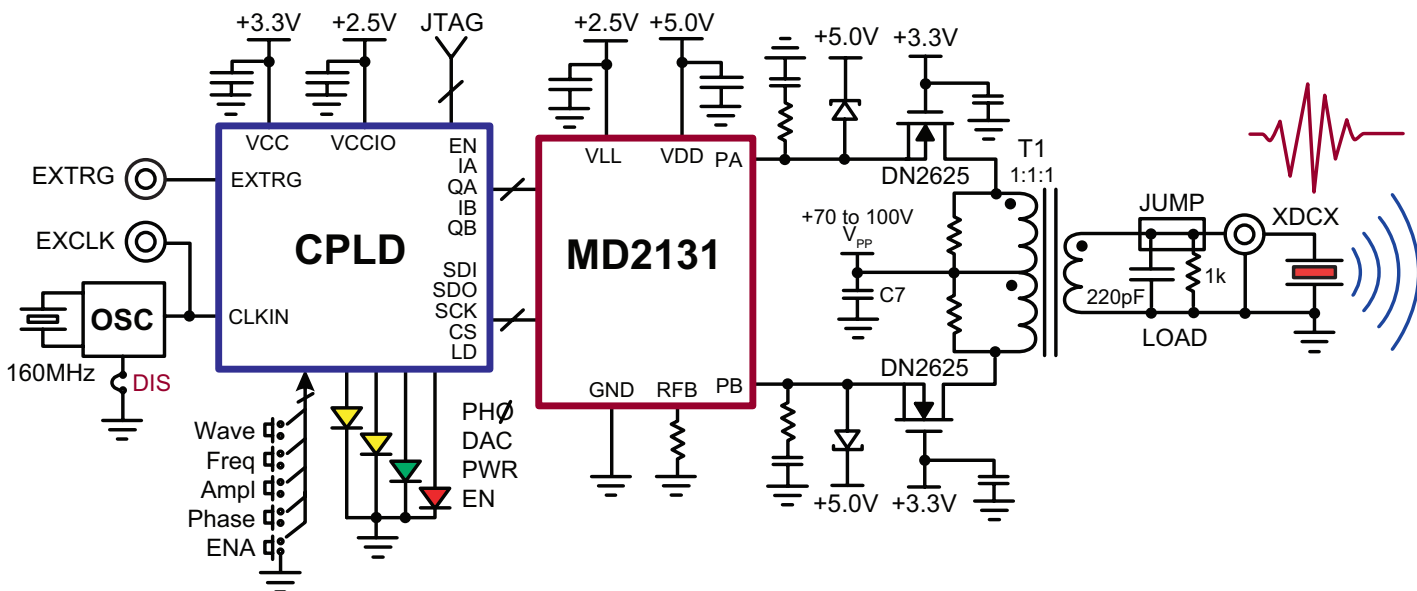 +3.3V
+2.5V
JTAG
+2.5V
+5.0V
+5.0V
+3.3V
VCC
VCCIO
EN
IA
QA
IB
QB
SDI
SDO
SCK
CS
LD
EXTRG
EXTRG
EXCLK
CPLD
OSC
CLKIN
160MHz
DIS
Wave
Freq
Ampl
Phase
ENA
PHØ
DAC
PWR
EN
VLL
VDD
PA
MD2131
GND
RFB
PB
DN2625
T1
1:1:1
+70 to 100V
VPP
C7
DN2625
+5.0V
+3.3V
JUMP
XDCX
220pF
1k
LOAD